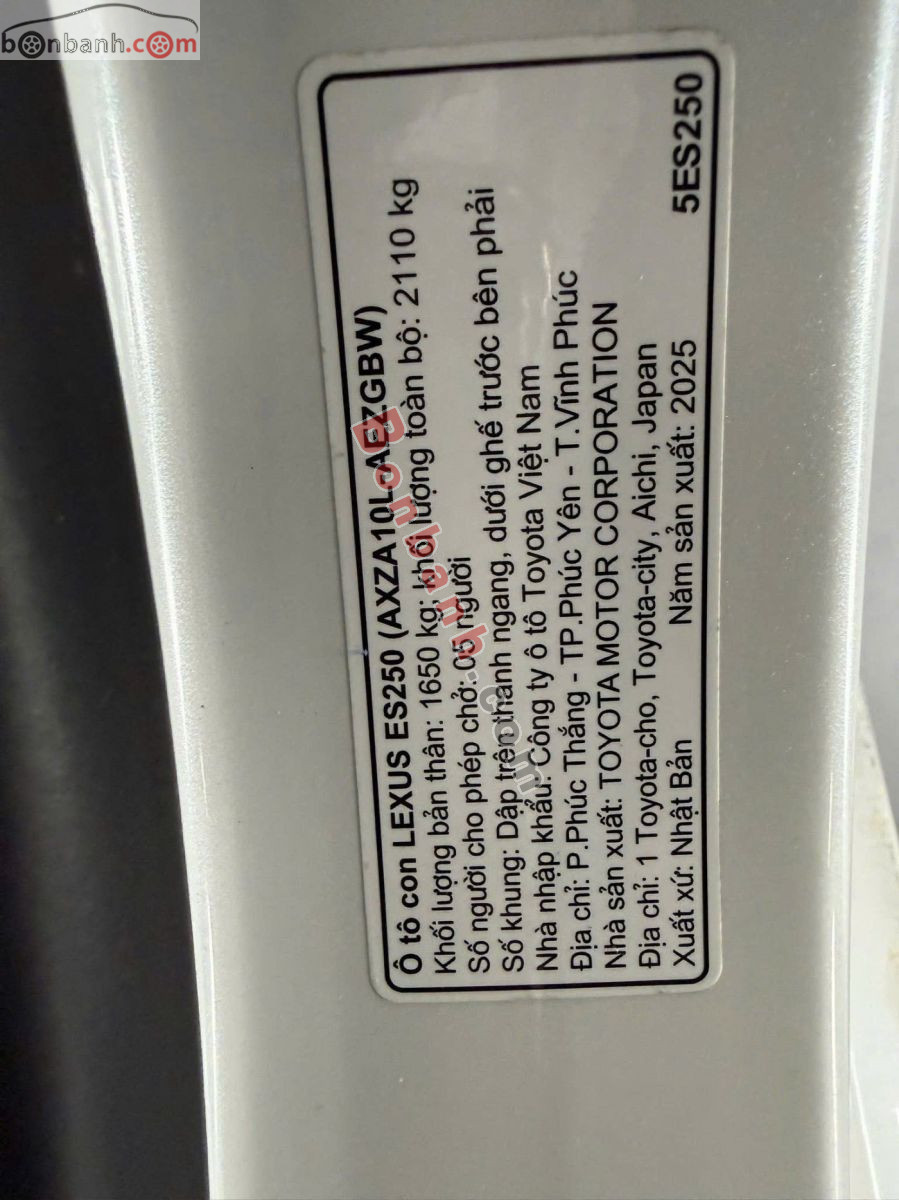 bonbanh.com
Ô tô con LEXUS ES250 (AXZA10L-AEZGBW)
Khối lượng bản thân: 1650 kg; khối lượng toàn bộ: 2110 kg
Số người cho phép chở: 05 người
Số khung: Dập trên thành ngang, dưới ghế trước bên phải
Nhà nhập khẩu: Công ty ô tô Toyota Việt Nam
Địa chỉ: P.Phúc Thắng - TP.Phúc Yên - T.Vĩnh Phúc
Nhà sản xuất: TOYOTA MOTOR CORPORATION
Địa chỉ: 1 Toyota-cho, Toyota-city, Aichi, Japan
Xuất xứ: Nhật Bản Năm sản xuất: 2025 5ES250
Bonbanh.com